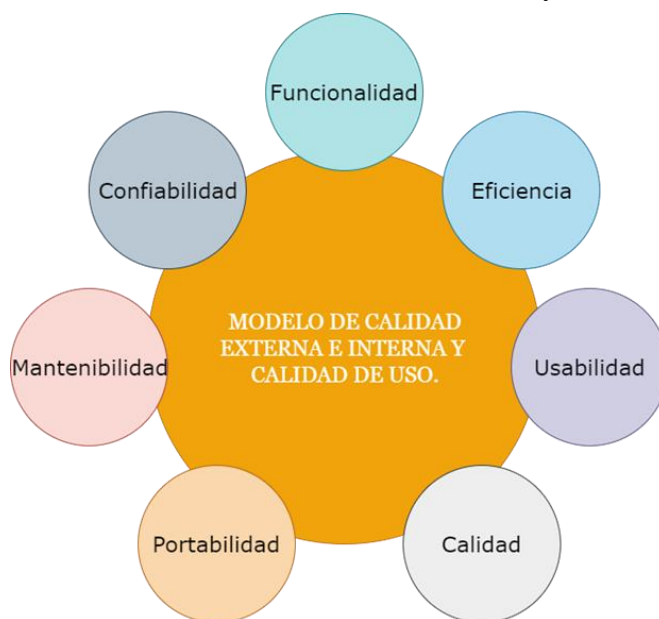 Funcionalidad
Confiabilidad
Eficiencia
MODELO DE CALIDAD
EXTERNA E INTERNA Y
CALIDAD DE USO.
Mantenibilidad
Usabilidad
Portabilidad
Calidad